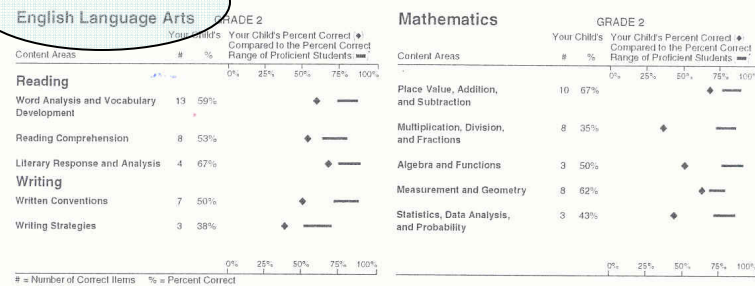 English Language Arts GRADE 2
Your Child's Your Child's Percent Correct (◆)
Compared to the Percent Correct
Content Areas # % Range of Proficient Students
0% 25% 50% 75% 100%
Reading
Word Analysis and Vocabulary 13 59%
Development
Reading Comprehension 8 53%
Literary Response and Analysis 4 67%
Writing
Written Conventions 7 50%
Writing Strategies 3 38%
0% 25% 50% 75% 100%
# = Number of Correct Items % = Percent Correct
Mathematics GRADE 2
Your Child's Your Child's Percent Correct (◆)
Compared to the Percent Correct
Content Areas # % Range of Proficient Students
0% 25% 50% 75% 100
Place Value, Addition, 10 67%
and Subtraction
Multiplication, Division, 8 35%
and Fractions
Algebra and Functions 3 50%
Measurement and Geometry 8 62%
Statistics, Data Analysis, 3 43%
and Probability
0% 25% 50% 75% 100%